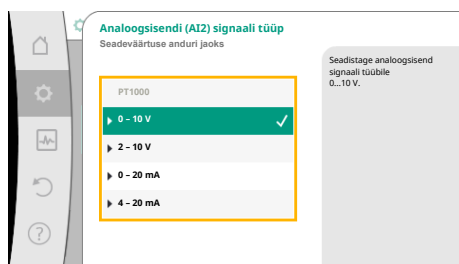 Analoogsisendi (AI2) signaali tüüp
Seadeväärtuse anduri jaoks
PT1000
0 – 10 V
2 – 10 V
0 – 20 mA
4 – 20 mA
Seadistage analoogsisend
signaali tüübile
0...10 V.